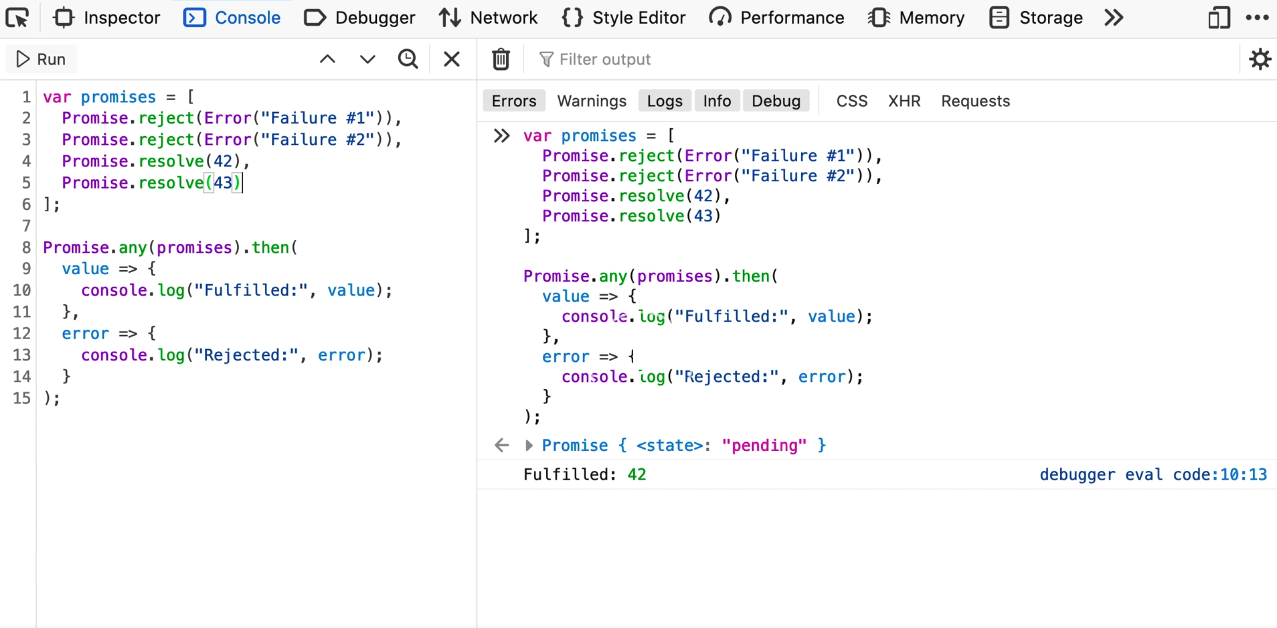 Inspector Console Debugger Network Style Editor Performance Memory Storage
Run
Filter output
Errors Warnings Logs Info Debug CSS XHR Requests
1 var promises = [
2   Promise.reject(Error("Failure #1")),
3   Promise.reject(Error("Failure #2")),
4   Promise.resolve(42),
5   Promise.resolve(43)
6 ];
7
8 Promise.any(promises).then(
9   value => {
10     console.log("Fulfilled:", value);
11   },
12   error => {
13     console.log("Rejected:", error);
14   }
15 );
var promises = [
  Promise.reject(Error("Failure #1")),
  Promise.reject(Error("Failure #2")),
  Promise.resolve(42),
  Promise.resolve(43)
];

Promise.any(promises).then(
  value => {
    console.log("Fulfilled:", value);
  },
  error => {
    console.log("Rejected:", error);
  }
);
Promise { <state>: "pending" }
Fulfilled: 42 debugger eval code:10:13